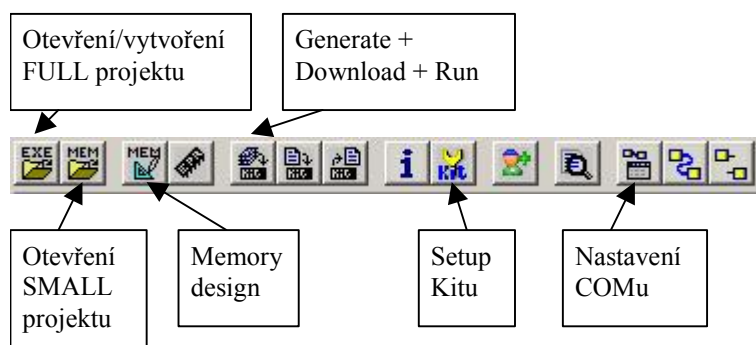 Otevření/vytvoření
FULL projektu
Generate +
Download + Run
EXE
MEM
MEM
i
Kit
Otevření
SMALL
projektu
Memory
design
Setup
Kitu
Nastavení
COMu